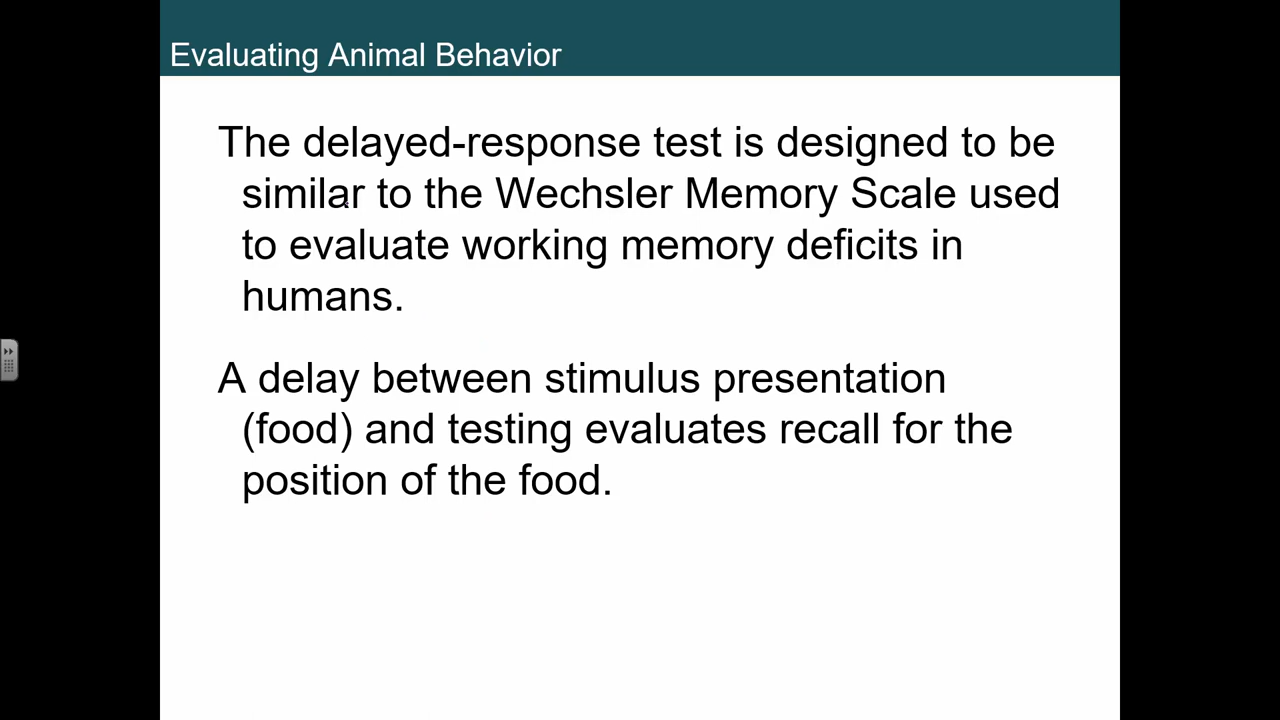 Evaluating Animal Behavior
The delayed-response test is designed to be
similar to the Wechsler Memory Scale used
to evaluate working memory deficits in
humans.
A delay between stimulus presentation
(food) and testing evaluates recall for the
position of the food.